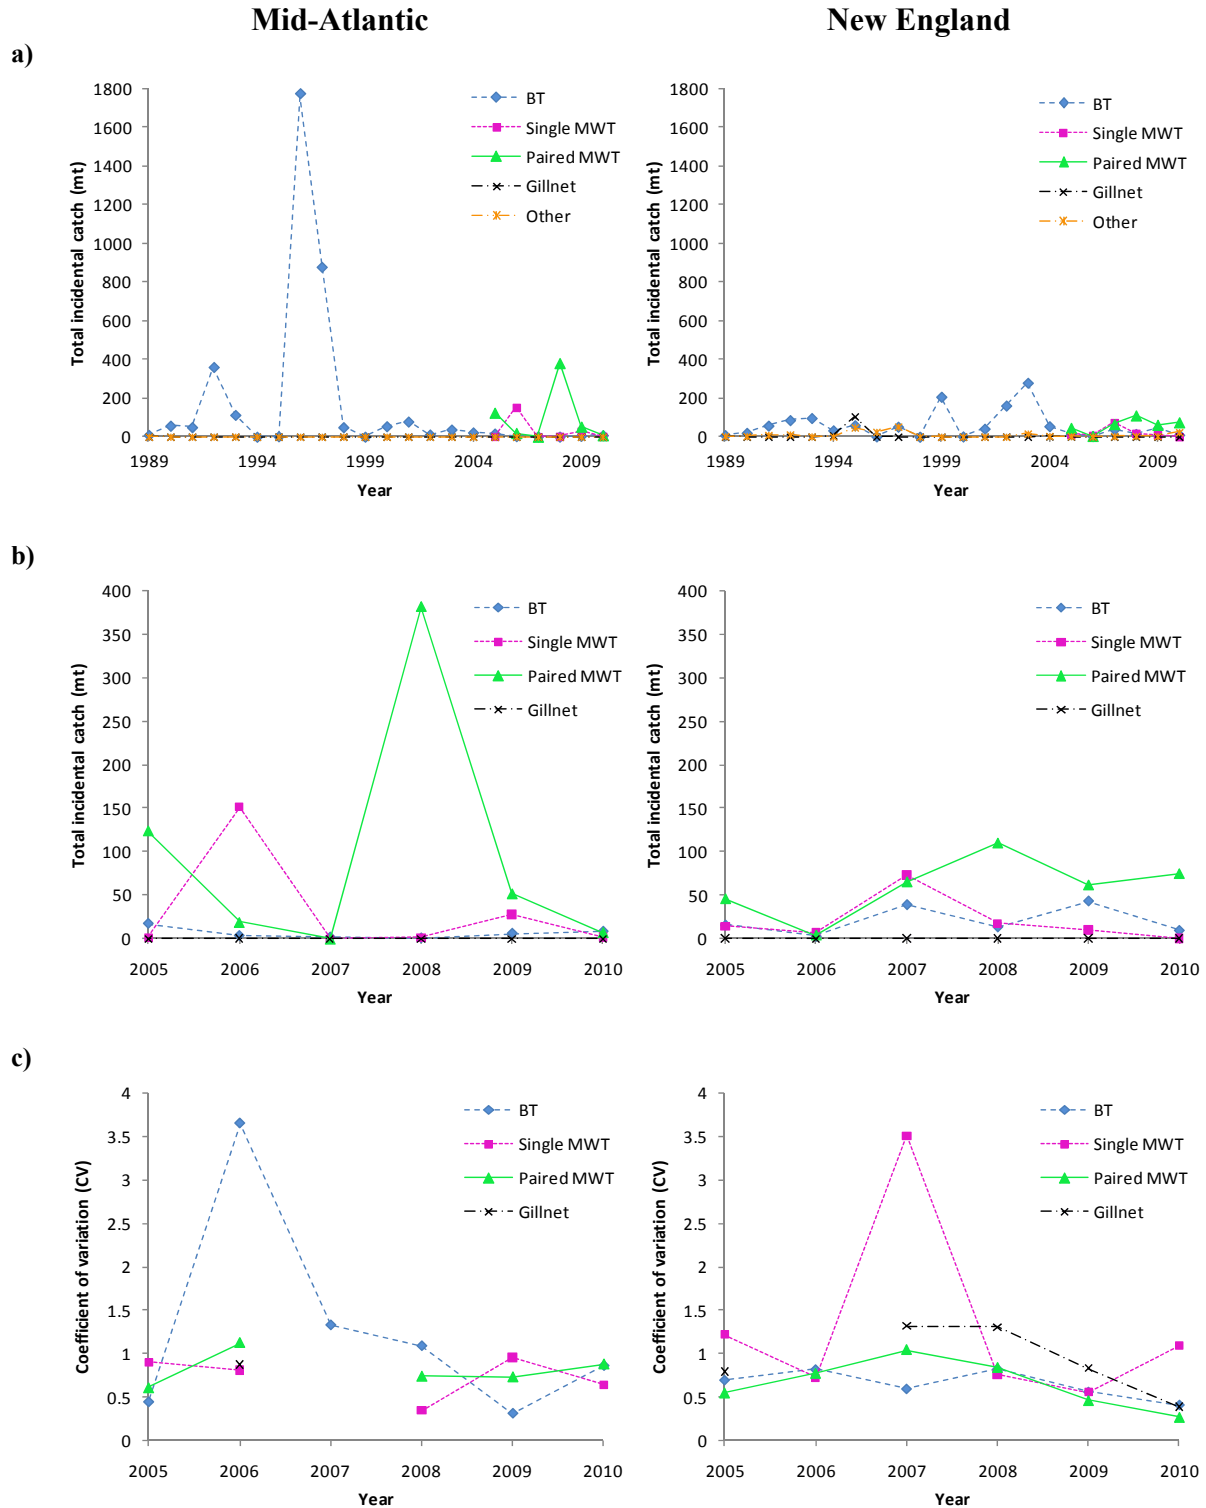 Mid-Atlantic
New England
a)
Total incidental catch (mt)
1800
1600
1400
1200
1000
800
600
400
200
0
1989
1994
1999
2004
2009
Year
BT
Single MWT
Paired MWT
Gillnet
Other
Total incidental catch (mt)
1800
1600
1400
1200
1000
800
600
400
200
0
1989
1994
1999
2004
2009
Year
BT
Single MWT
Paired MWT
Gillnet
Other
b)
Total incidental catch (mt)
400
350
300
250
200
150
100
50
0
2005
2006
2007
2008
2009
2010
Year
BT
Single MWT
Paired MWT
Gillnet
Total incidental catch (mt)
400
350
300
250
200
150
100
50
0
2005
2006
2007
2008
2009
2010
Year
BT
Single MWT
Paired MWT
Gillnet
c)
Coefficient of variation (CV)
4
3.5
3
2.5
2
1.5
1
0.5
0
2005
2006
2007
2008
2009
2010
Year
BT
Single MWT
Paired MWT
Gillnet
Coefficient of variation (CV)
4
3.5
3
2.5
2
1.5
1
0.5
0
2005
2006
2007
2008
2009
2010
Year
BT
Single MWT
Paired MWT
Gillnet